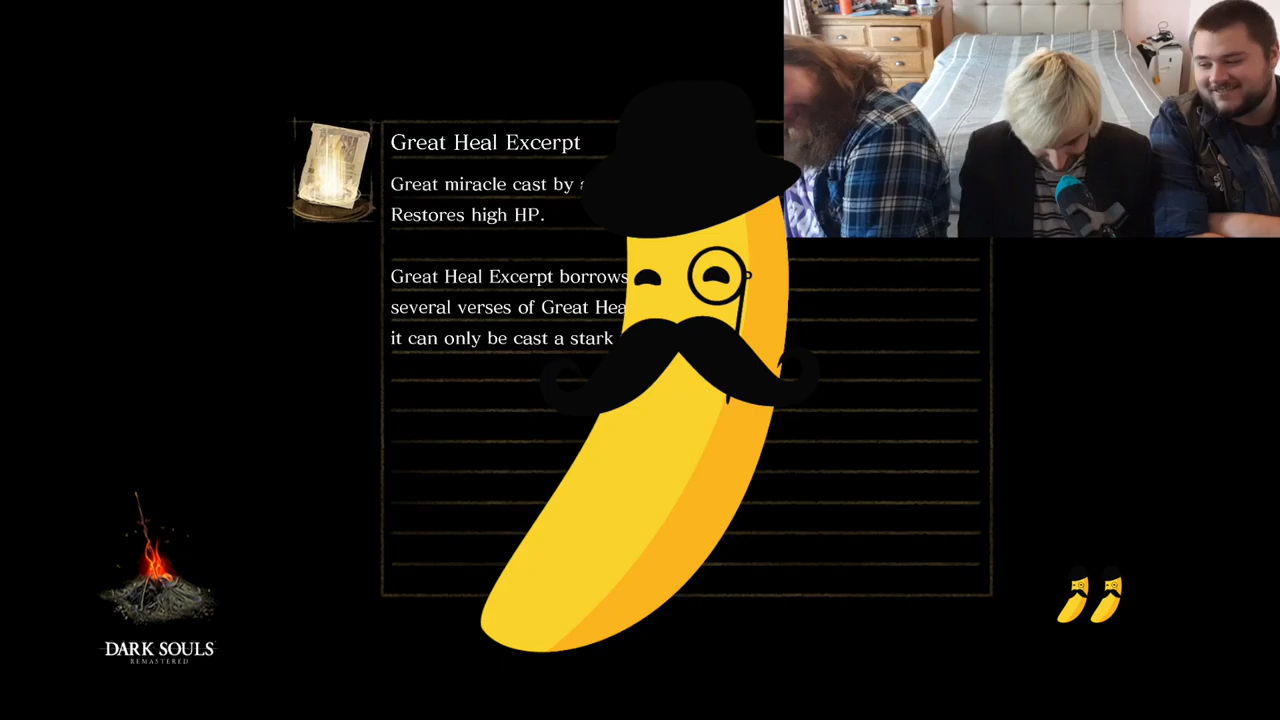 Great Heal Excerpt
Great miracle cast by
Restores high HP.
Great Heal Excerpt borrows
several verses of Great Hea
it can only be cast a stark
DARK SOULS
REMASTERED